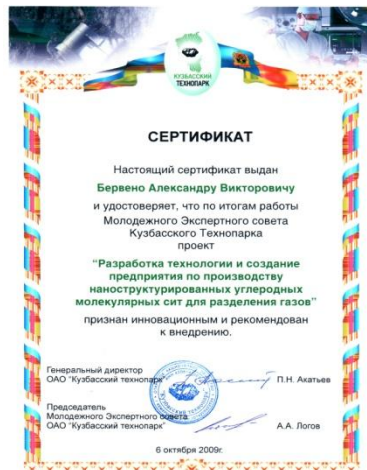 КУЗБАССКИЙ
ТЕХНОПАРК
СЕРТИФИКАТ
Настоящий сертификат выдан
Бервено Александру Викторовичу
и удостоверяет, что по итогам работы
Молодежного Экспертного совета
Кузбасского Технопарка
проект
"Разработка технологии и создание
предприятия по производству
наноструктурированных углеродных
молекулярных сит для разделения газов"
признан инновационным и рекомендован
к внедрению.
Генеральный директор
ОАО "Кузбасский технопарк"
П.Н. Акатьев
Председатель
Молодежного Экспертного совета
ОАО "Кузбасский технопарк"
А.А. Логов
6 октября 2009г.